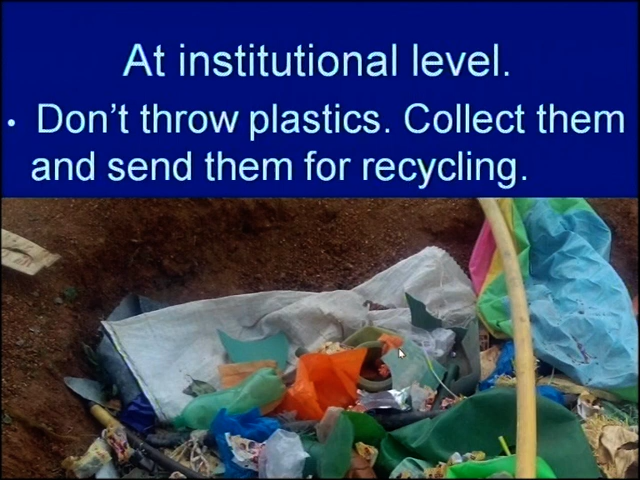 At institutional level.
• Don't throw plastics. Collect them
and send them for recycling.